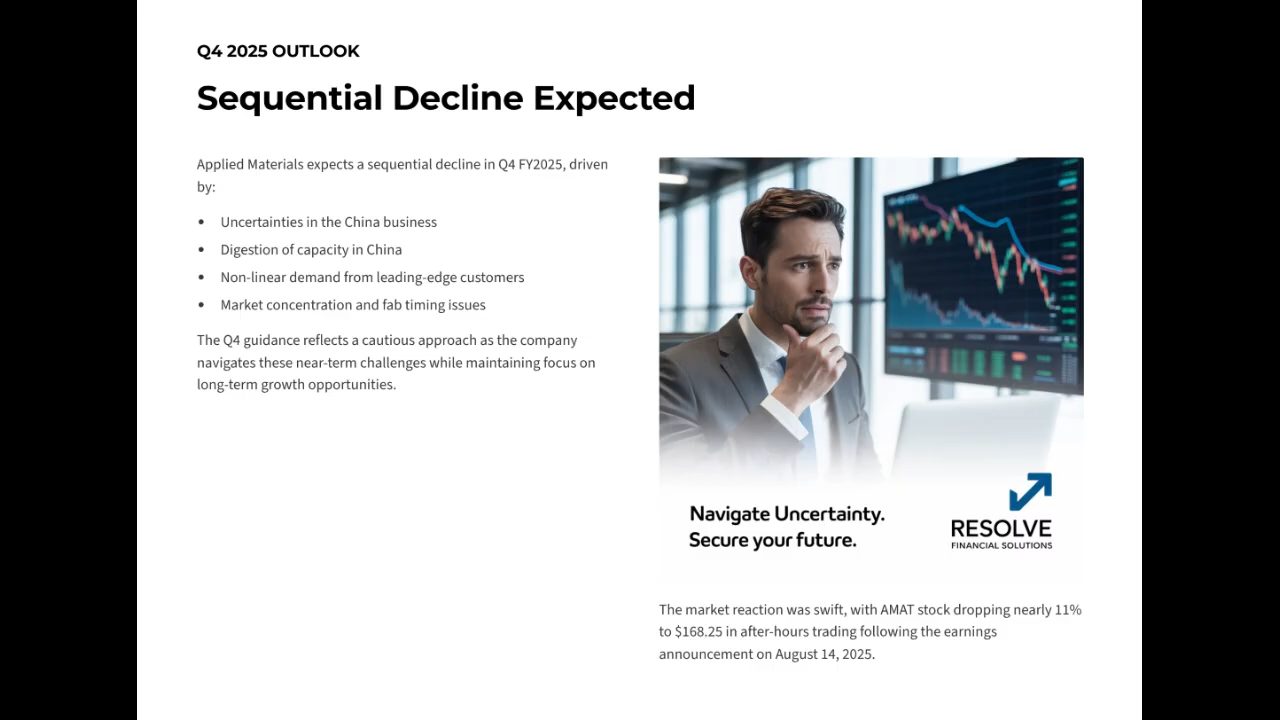 Q4 2025 OUTLOOK
Sequential Decline Expected
Applied Materials expects a sequential decline in Q4 FY2025, driven
by:
• Uncertainties in the China business
• Digestion of capacity in China
• Non-linear demand from leading-edge customers
• Market concentration and fab timing issues
The Q4 guidance reflects a cautious approach as the company
navigates these near-term challenges while maintaining focus on
long-term growth opportunities.
Navigate Uncertainty.
Secure your future.
RESOLVE
FINANCIAL SOLUTIONS
The market reaction was swift, with AMAT stock dropping nearly 11%
to $168.25 in after-hours trading following the earnings
announcement on August 14, 2025.